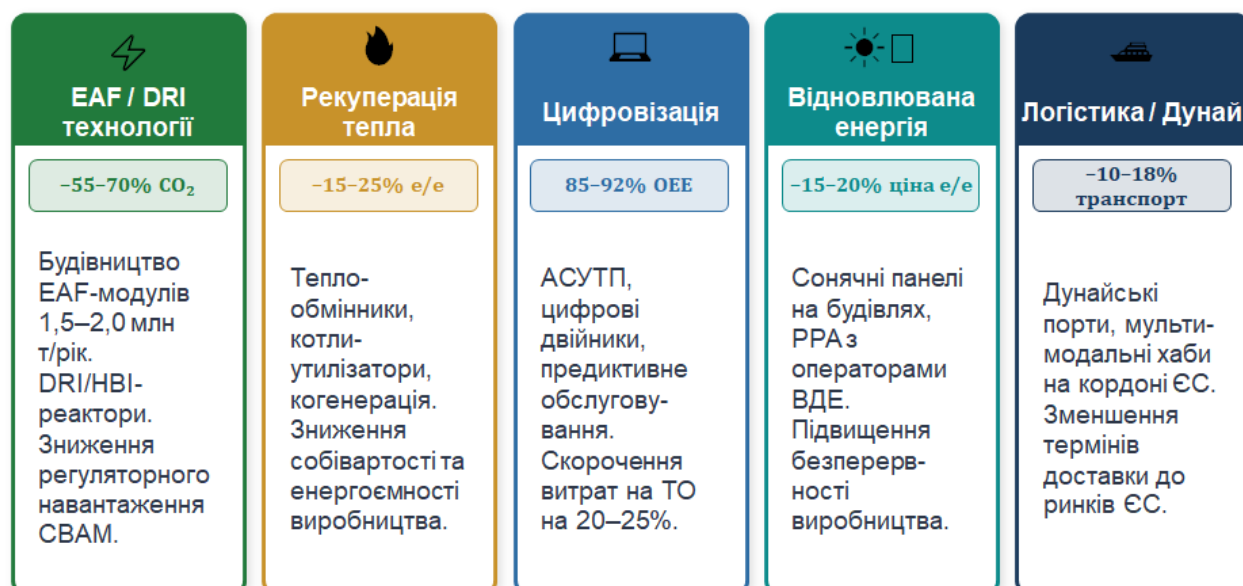 EAF / DRI
технології
–55–70% CO₂
Будівництво
EAF-модулів
1,5–2,0 млн
т/рік.
DRI/HBI-
реактори.
Зниження
регуляторного
навантаження
CBAM.
Рекуперація
тепла
–15–25% е/е
Тепло-
обмінники,
котли-
утилізатори,
когенерація.
Зниження
собівартості та
енергоємності
виробництва.
Цифровізація
85–92% OEE
АСУТП,
цифрові
двійники,
предиктивне
обслугову-
вання.
Скорочення
витрат на ТО
на 20–25%.
Відновлювана
енергія
–15–20% ціна е/е
Сонячні панелі
на будівлях,
PPA з
операторами
ВДЕ.
Підвищення
безперерв-
ності
виробництва.
Логістика / Дунай
–10–18%
транспорт
Дунайські
порти, мульти-
модальні хаби
на кордоні ЄС.
Зменшення
термінів
доставки до
ринків ЄС.